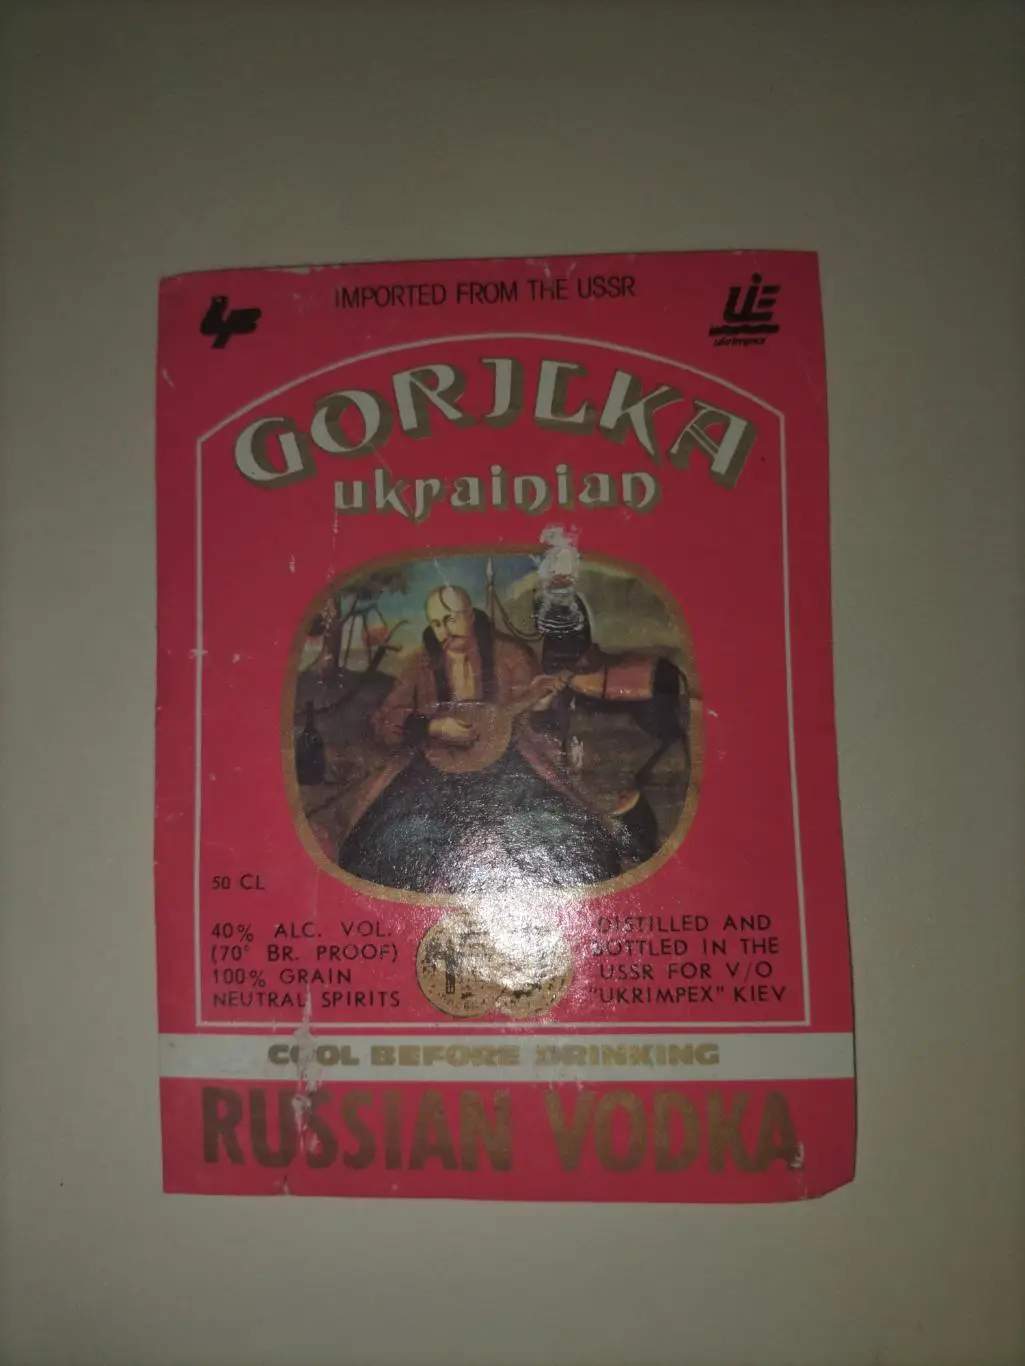 IMPORTED FROM THE USSR
UIE
ukrimpex
GORILKA
ukrainian
50 CL
40% ALC. VOL.
(70° BR. PROOF)
100% GRAIN
NEUTRAL SPIRITS
DISTILLED AND
BOTTLED IN THE
USSR FOR V/O
"UKRIMPEX" KIEV
COOL BEFORE DRINKING
RUSSIAN VODKA